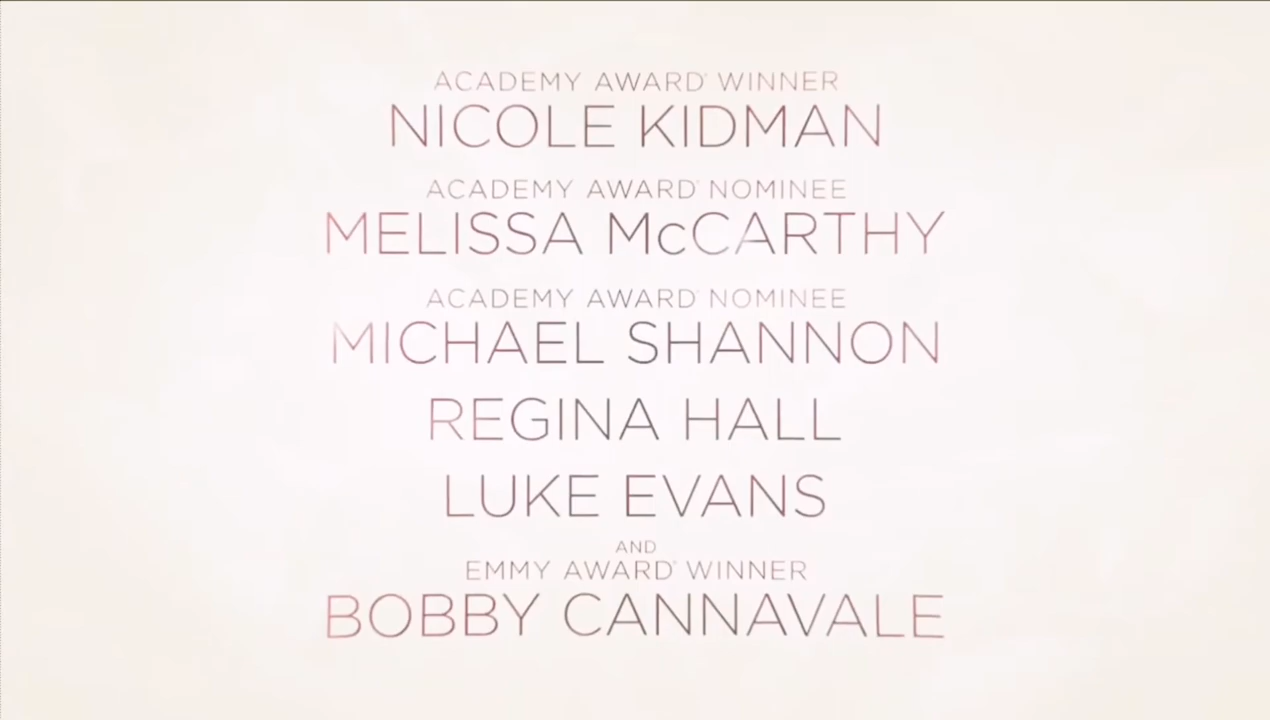 ACADEMY AWARD® WINNER
NICOLE KIDMAN
ACADEMY AWARD® NOMINEE
MELISSA McCARTHY
ACADEMY AWARD® NOMINEE
MICHAEL SHANNON
REGINA HALL
LUKE EVANS
AND
EMMY AWARD® WINNER
BOBBY CANNAVALE